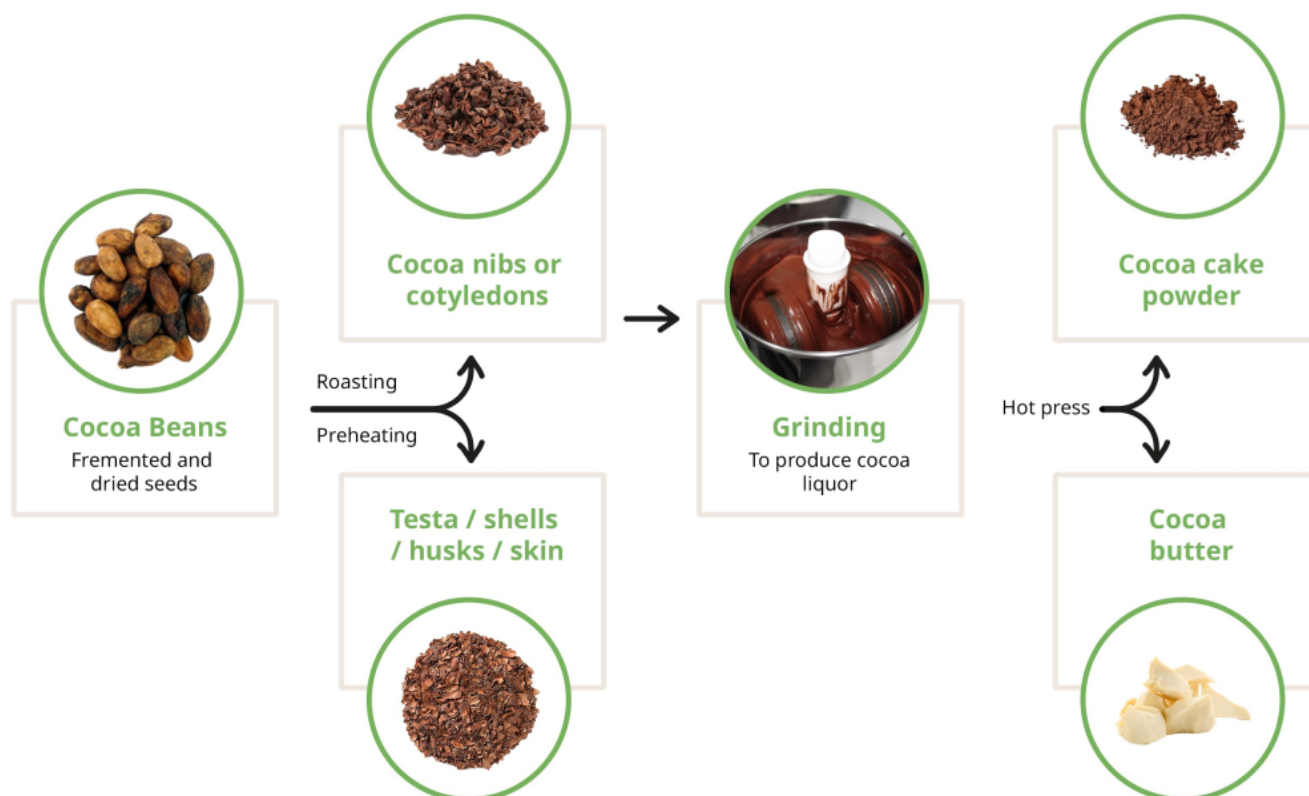 Cocoa Beans
Fremented and
dried seeds
Roasting
Preheating
Cocoa nibs or
cotyledons
Testa / shells
/ husks / skin
Grinding
To produce cocoa
liquor
Hot press
Cocoa cake
powder
Cocoa
butter